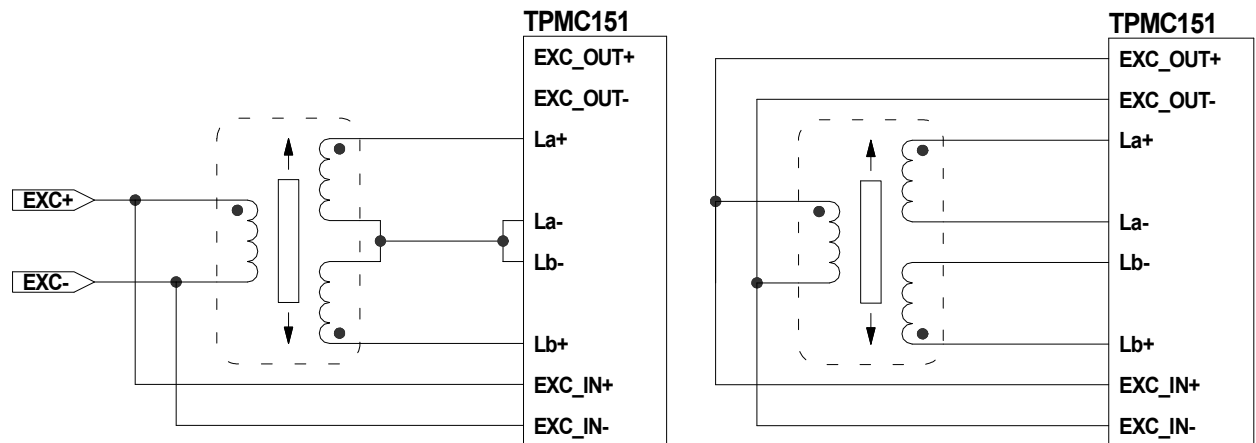 TPMC151
EXC_OUT+
EXC_OUT-
La+
EXC+
La-
Lb-
EXC-
Lb+
EXC_IN+
EXC_IN-
TPMC151
EXC_OUT+
EXC_OUT-
La+
La-
Lb-
Lb+
EXC_IN+
EXC_IN-